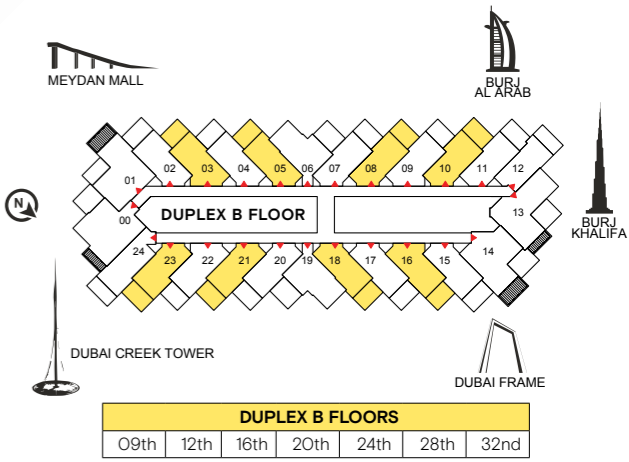 MEYDAN MALL
BURJ
AL ARAB
01
02
03
04
05
06
07
08
09
10
11
12
N
00
DUPLEX B FLOOR
13
BURJ
KHALIFA
24
23
22
21
20
19
18
17
16
15
14
DUBAI CREEK TOWER
DUBAI FRAME
DUPLEX B FLOORS
09th 12th 16th 20th 24th 28th 32nd